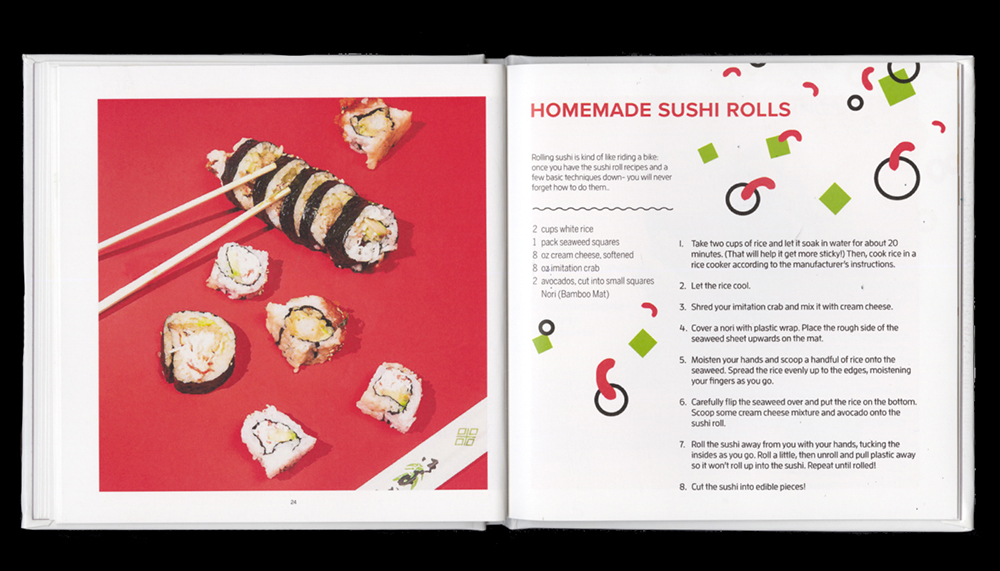 24
HOMEMADE SUSHI ROLLS
Rolling sushi is kind of like riding a bike:
once you have the sushi roll recipes and a
few basic techniques down- you will never
forget how to do them..
2 cups white rice
1 pack seaweed squares
8 oz cream cheese, softened
8 oz imitation crab
2 avocados, cut into small squares
Nori (Bamboo Mat)
1. Take two cups of rice and let it soak in water for about 20
minutes. (That will help it get more sticky!) Then, cook rice in a
rice cooker according to the manufacturer's instructions.
2. Let the rice cool.
3. Shred your imitation crab and mix it with cream cheese.
4. Cover a nori with plastic wrap. Place the rough side of the
seaweed sheet upwards on the mat.
5. Moisten your hands and scoop a handful of rice onto the
seaweed. Spread the rice evenly up to the edges, moistening
your fingers as you go.
6. Carefully flip the seaweed over and put the rice on the bottom.
Scoop some cream cheese mixture and avocado onto the
sushi roll.
7. Roll the sushi away from you with your hands, tucking the
insides as you go. Roll a little, then unroll and pull plastic away
so it won't roll up into the sushi. Repeat until rolled!
8. Cut the sushi into edible pieces!